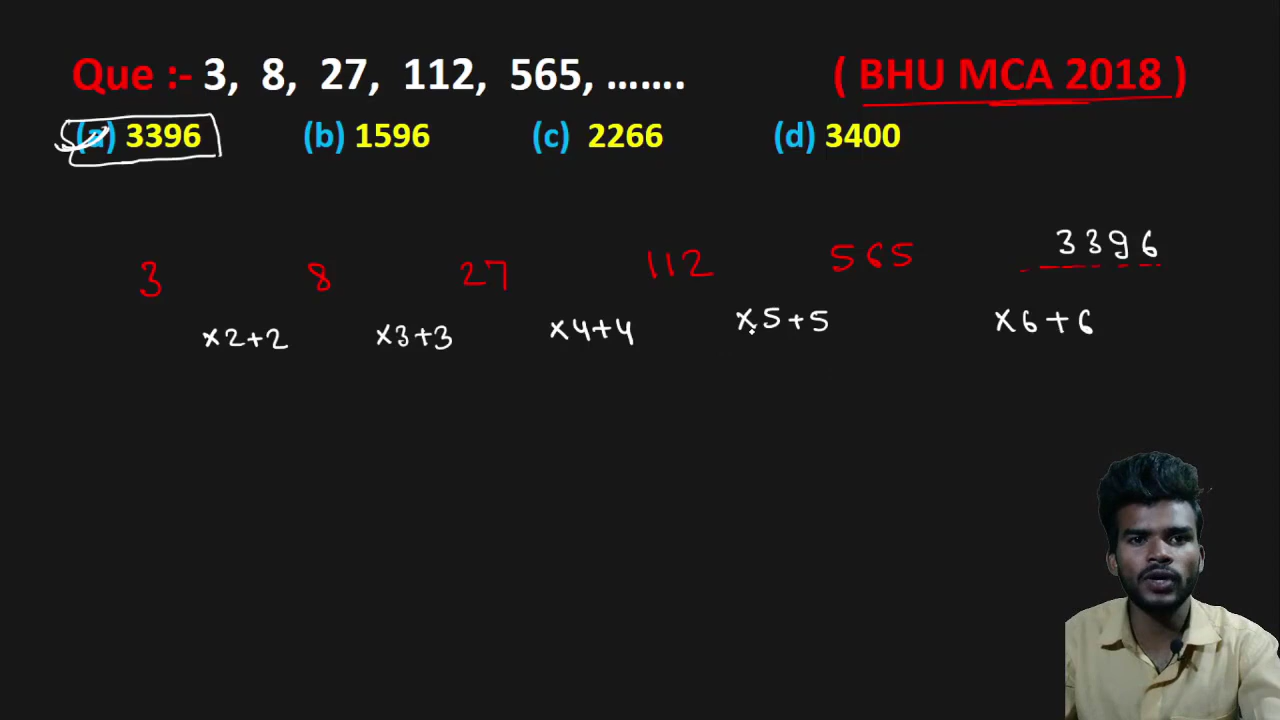 Que :- 3, 8, 27, 112, 565, ....... ( BHU MCA 2018 )
(a) 3396 (b) 1596 (c) 2266 (d) 3400
3 8 27 112 565 3396
×2+2 ×3+3 ×4+4 ×5+5 ×6+6